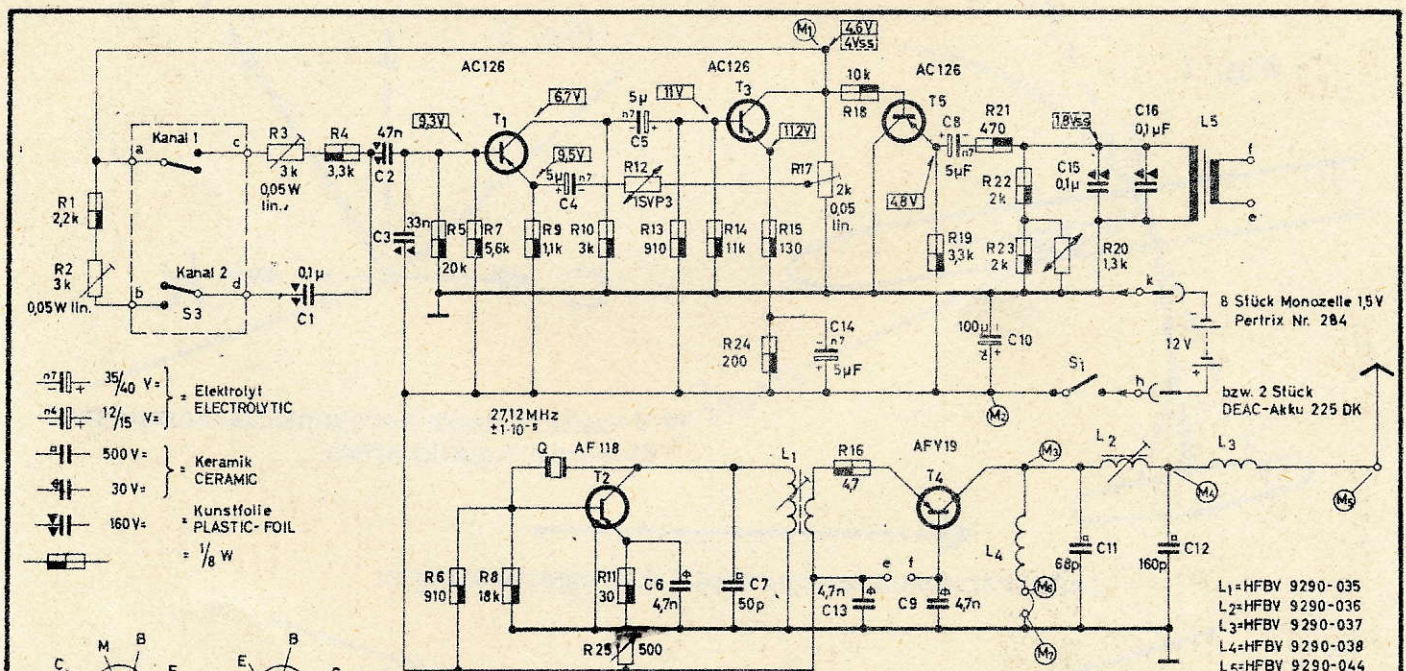 M1
4,6V
4Vss
AC126
6,7V
5µ
n7
C5
11V
AC126
T3
10k
R18
AC126
T5
C8
n7
5µF
R21
470
1,8Vss
C16
0,1µF
L5
f
e
Kanal 1
a
c
R3
3k
0,05W
lin.
R4
3,3k
47n
C2
9,3V
T1
9,5V
5µ
n7
C4
R12
1SVP3
11,2V
R17
2k
0,05
lin.
4,8V
C15
0,1µ
R1
2,2k
R2
3k
0,05W lin.
Kanal 2
b
d
S3
0,1µ
C1
33n
C3
R5
20k
R7
5,6k
R9
1,1k
R10
3k
R13
910
R14
11k
R15
130
R19
3,3k
R22
2k
R23
2k
R20
1,3k
k
8 Stück Monozelle 1,5V
Pertrix Nr. 284
12V
R24
200
C14
n7
5µF
100µ
C10
S1
h
M2
bzw. 2 Stück
DEAC-Akku 225 DK
n7 35/40 V=
n4 12/15 V=
= Elektrolyt
ELECTROLYTIC
500 V=
30 V=
= Keramik
CERAMIC
160 V=
= Kunstfolie
PLASTIC-FOIL
= 1/8 W
27,12 MHz
±1·10⁻⁵
Q
AF118
T2
L1
R16
4,7
AFY19
T4
M3
L2
M4
L3
M5
R6
910
R8
18k
R11
30
C6
4,7n
C7
50p
4,7n
C13
e
f
C9
4,7n
L4
M6
M7
C11
68p
C12
160p
R25
500
L1=HFBV 9290-035
L2=HFBV 9290-036
L3=HFBV 9290-037
L4=HFBV 9290-038
L5=HFBV 9290-044
M
B
C
E
B
E
C